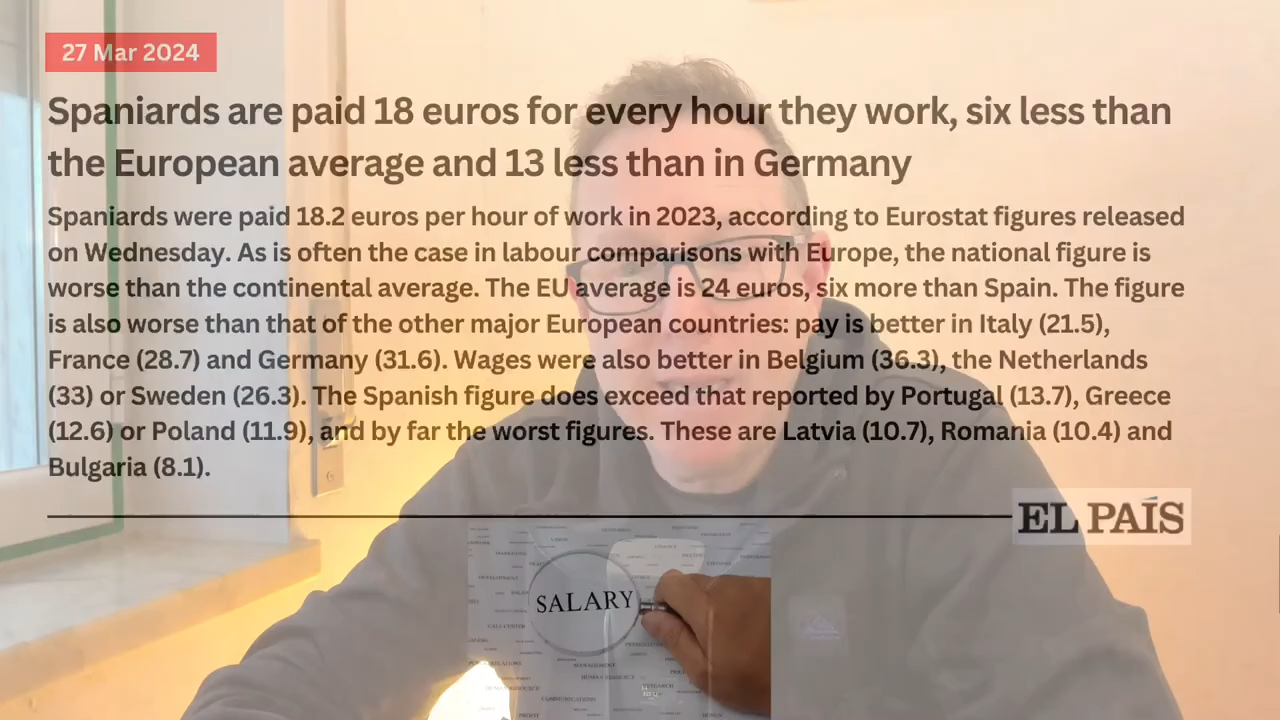 27 Mar 2024
Spaniards are paid 18 euros for every hour they work, six less than
the European average and 13 less than in Germany
Spaniards were paid 18.2 euros per hour of work in 2023, according to Eurostat figures released
on Wednesday. As is often the case in labour comparisons with Europe, the national figure is
worse than the continental average. The EU average is 24 euros, six more than Spain. The figure
is also worse than that of the other major European countries: pay is better in Italy (21.5),
France (28.7) and Germany (31.6). Wages were also better in Belgium (36.3), the Netherlands
(33) or Sweden (26.3). The Spanish figure does exceed that reported by Portugal (13.7), Greece
(12.6) or Poland (11.9), and by far the worst figures. These are Latvia (10.7), Romania (10.4) and
Bulgaria (8.1).
EL PAÍS
SALARY
CALL CENTER
MANAGEMENT
COMMUNICATIONS
RESEARCH